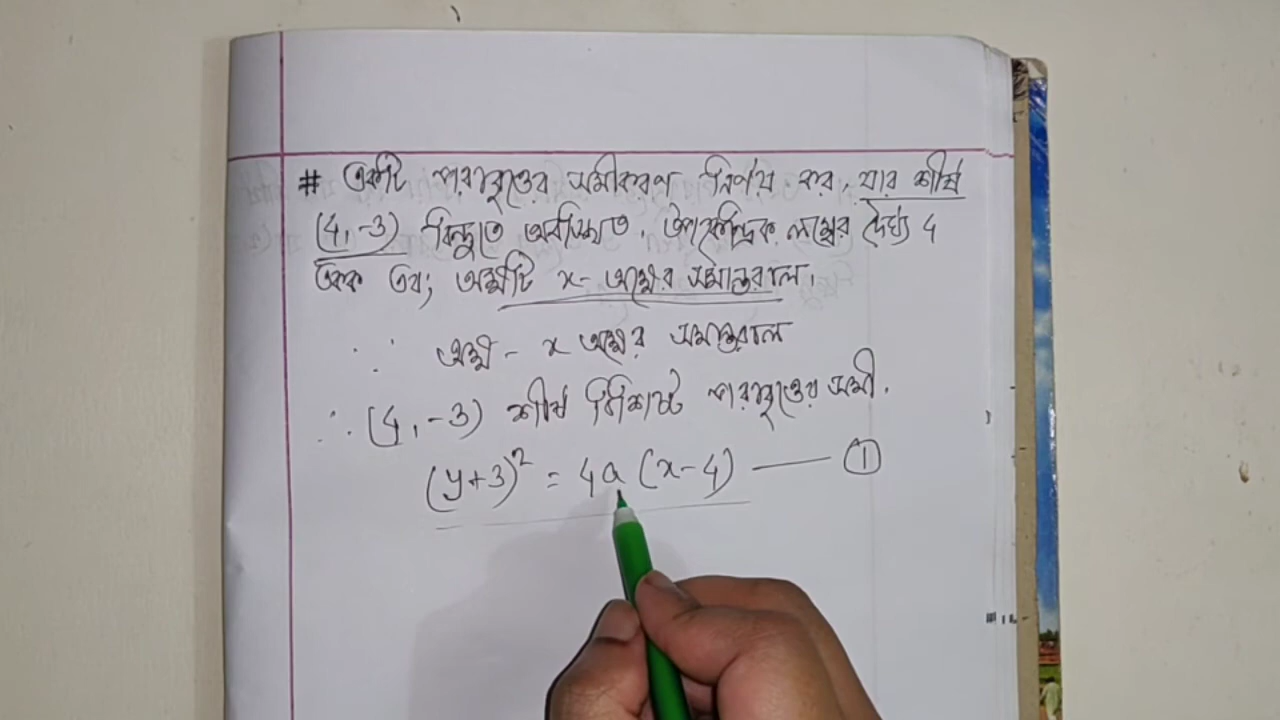 # একটি পরাবৃত্তের সমীকরণ নির্ণয় কর, যার শীর্ষ
(4, -3) বিন্দুতে অবস্থিত, উপকেন্দ্রিক লম্বের দৈর্ঘ্য 4
একক এবং অক্ষটি x- অক্ষের সমান্তরাল।
∴ অক্ষ - x অক্ষের সমান্তরাল
∴ (4, -3) শীর্ষ বিশিষ্ট পরাবৃত্তের সমী.
(y+3)² = 4a (x-4) —— ①